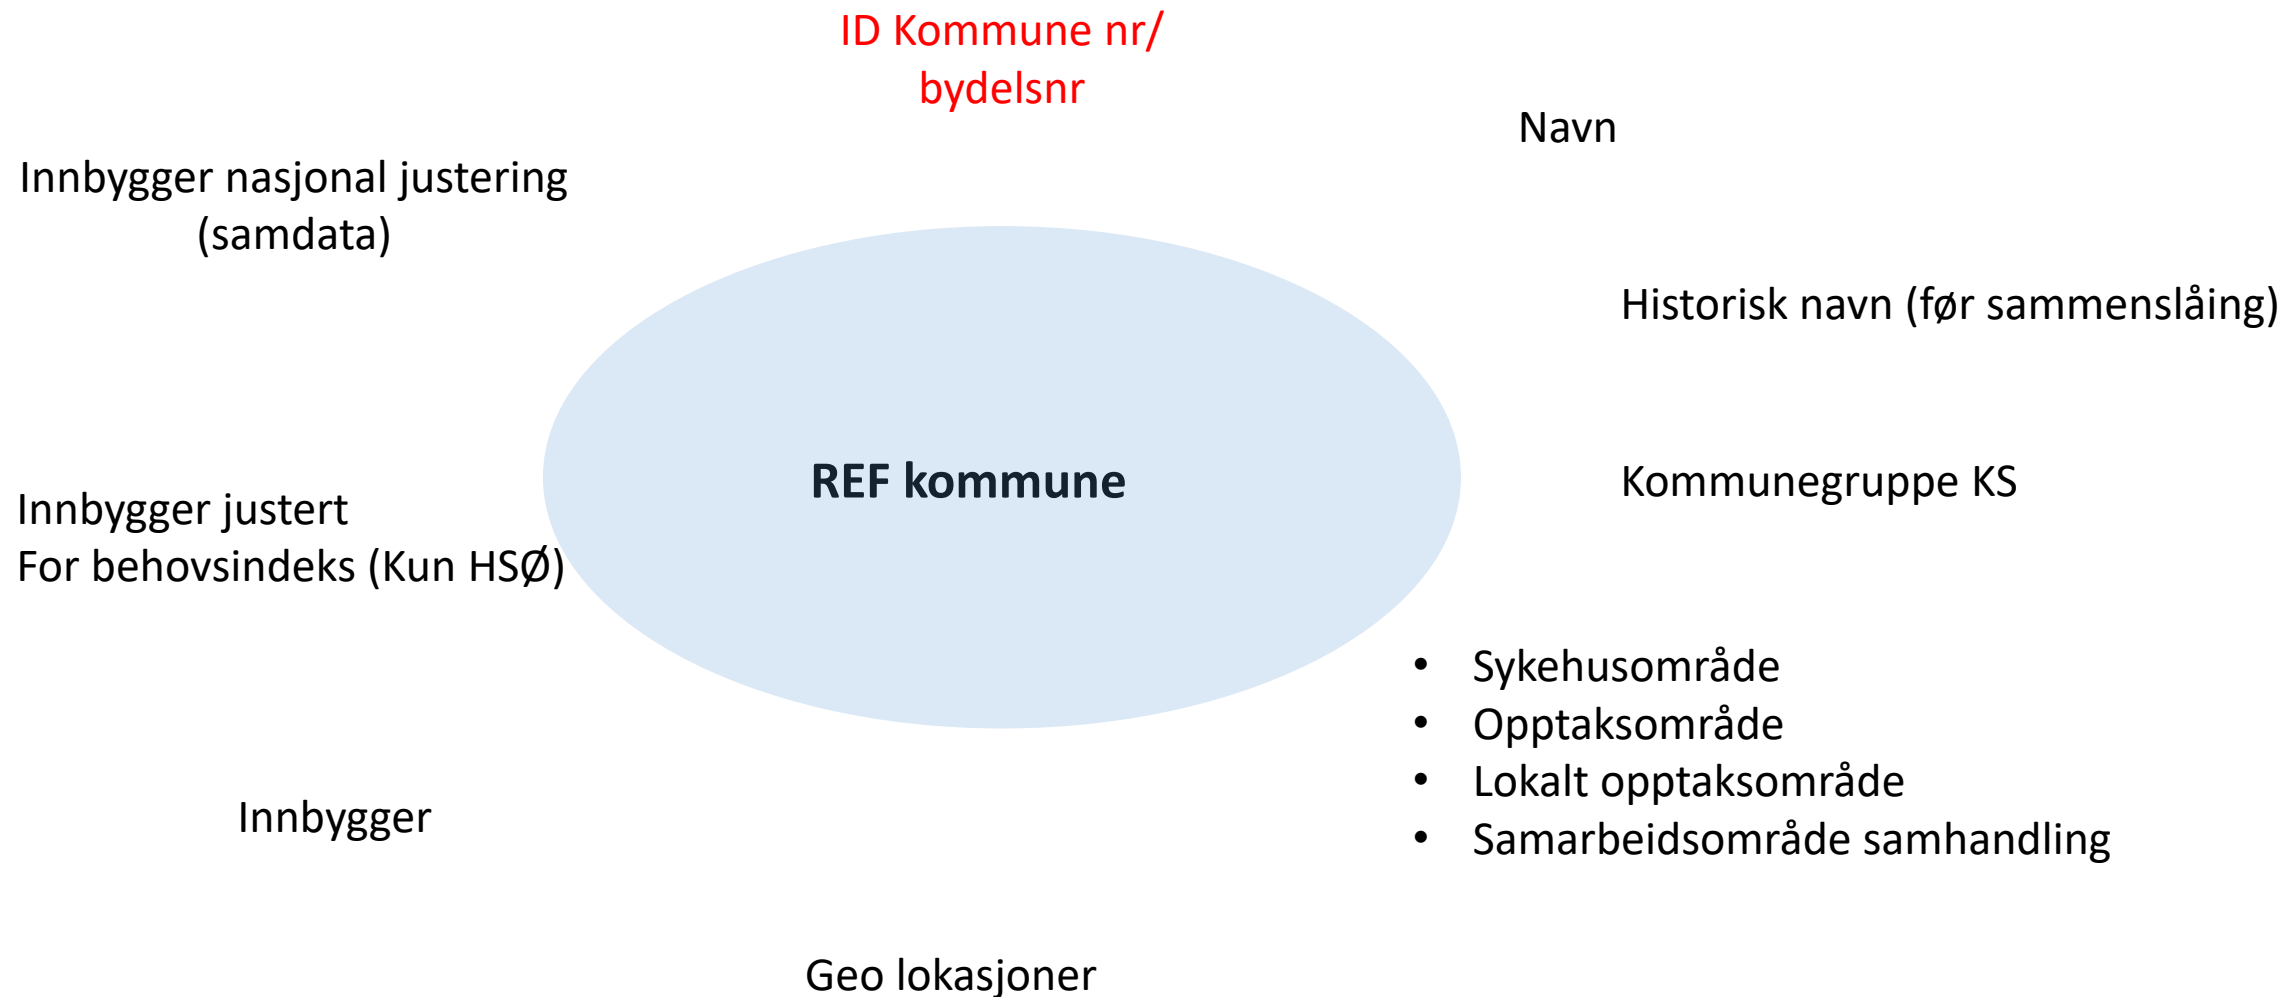 ID Kommune nr/
bydelsnr
Navn
Innbygger nasjonal justering
(samdata)
Historisk navn (før sammenslåing)
REF kommune
Kommunegruppe KS
Innbygger justert
For behovsindeks (Kun HSØ)
• Sykehusområde
• Opptaksområde
• Lokalt opptaksområde
• Samarbeidsområde samhandling
Innbygger
Geo lokasjoner